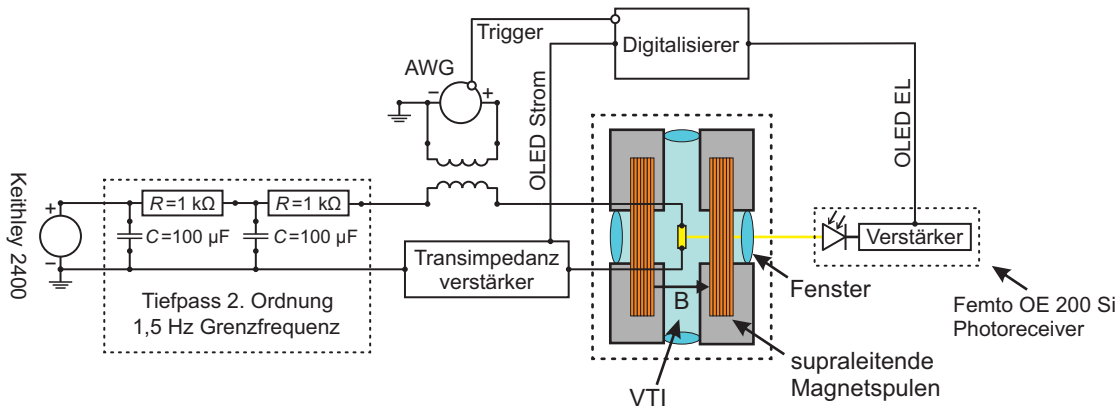 Trigger
Digitalisierer
AWG
−
+
OLED Strom
OLED EL
Keithley 2400
+
−
R=1 kΩ
R=1 kΩ
C=100 µF
C=100 µF
Tiefpass 2. Ordnung
1,5 Hz Grenzfrequenz
Transimpedanz
verstärker
B
VTI
Fenster
supraleitende
Magnetspulen
Verstärker
Femto OE 200 Si
Photoreceiver